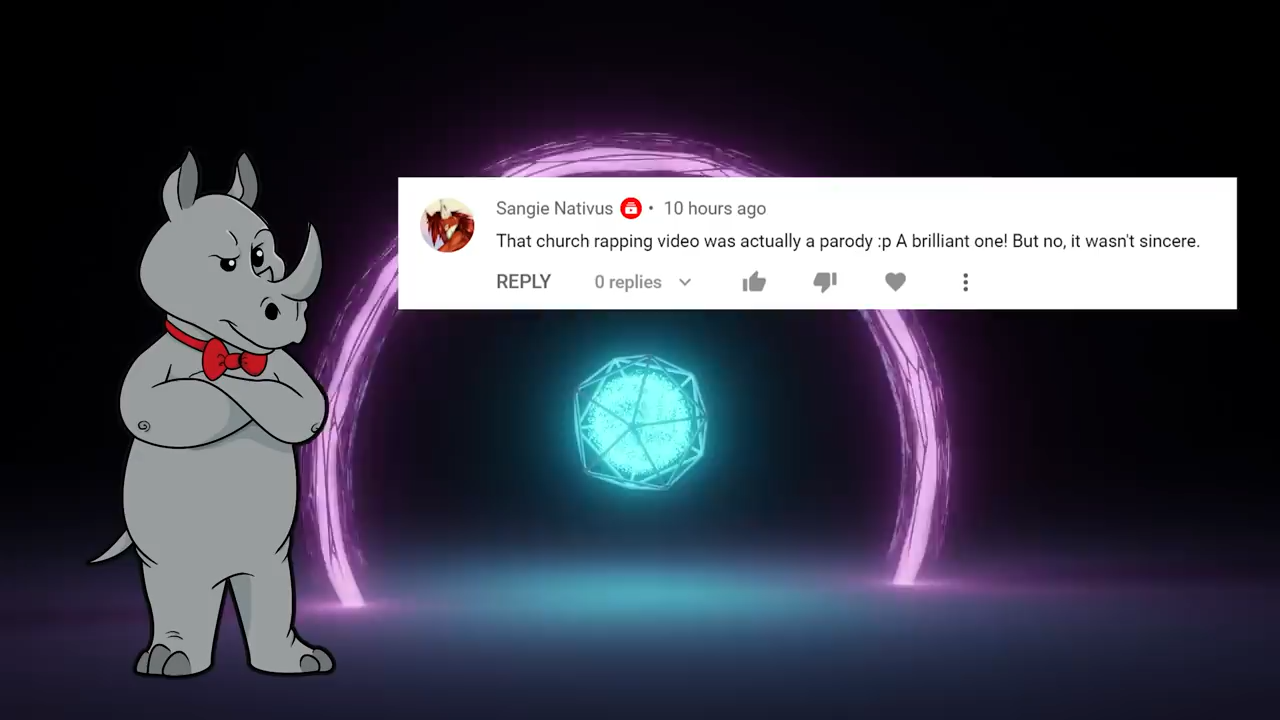 Sangie Nativus • 10 hours ago
That church rapping video was actually a parody :p A brilliant one! But no, it wasn't sincere.
REPLY 0 replies